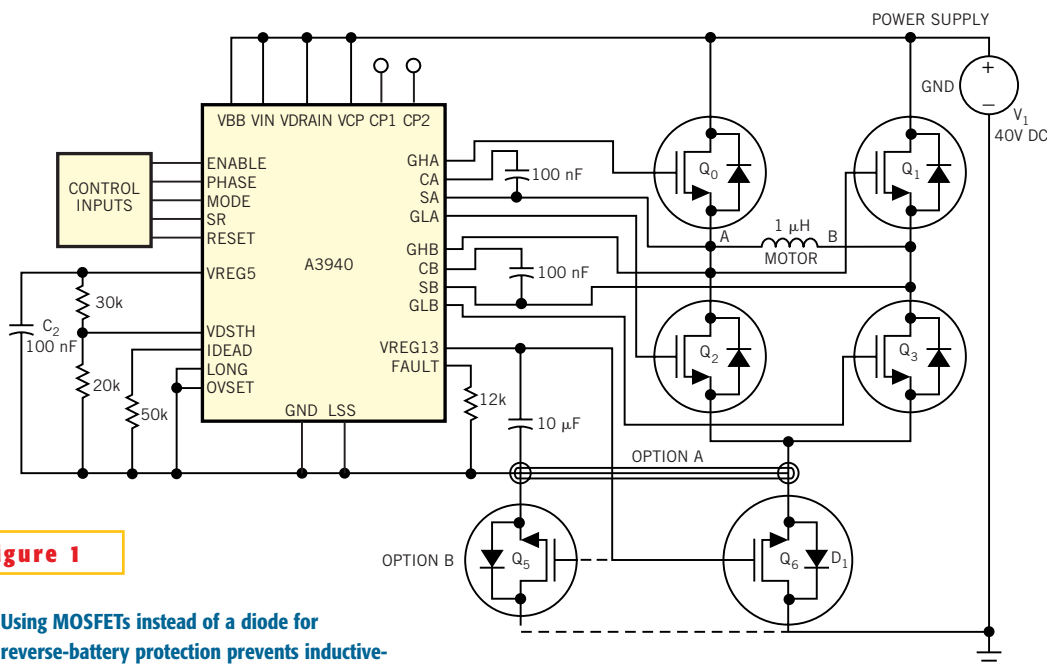 POWER SUPPLY
GND
+
–
V1
40V DC
VBB VIN VDRAIN VCP CP1 CP2
CONTROL
INPUTS
ENABLE
PHASE
MODE
SR
RESET
VREG5
VDSTH
IDEAD
LONG
OVSET
A3940
GND LSS
GHA
CA
SA
GLA
GHB
CB
SB
GLB
VREG13
FAULT
100 nF
100 nF
Q0
Q1
A
1 µH
B
MOTOR
Q2
Q3
30k
C2
100 nF
20k
50k
12k
10 µF
OPTION A
OPTION B
Q5
Q6
D1
igure 1
Using MOSFETs instead of a diode for
reverse-battery protection prevents inductive-